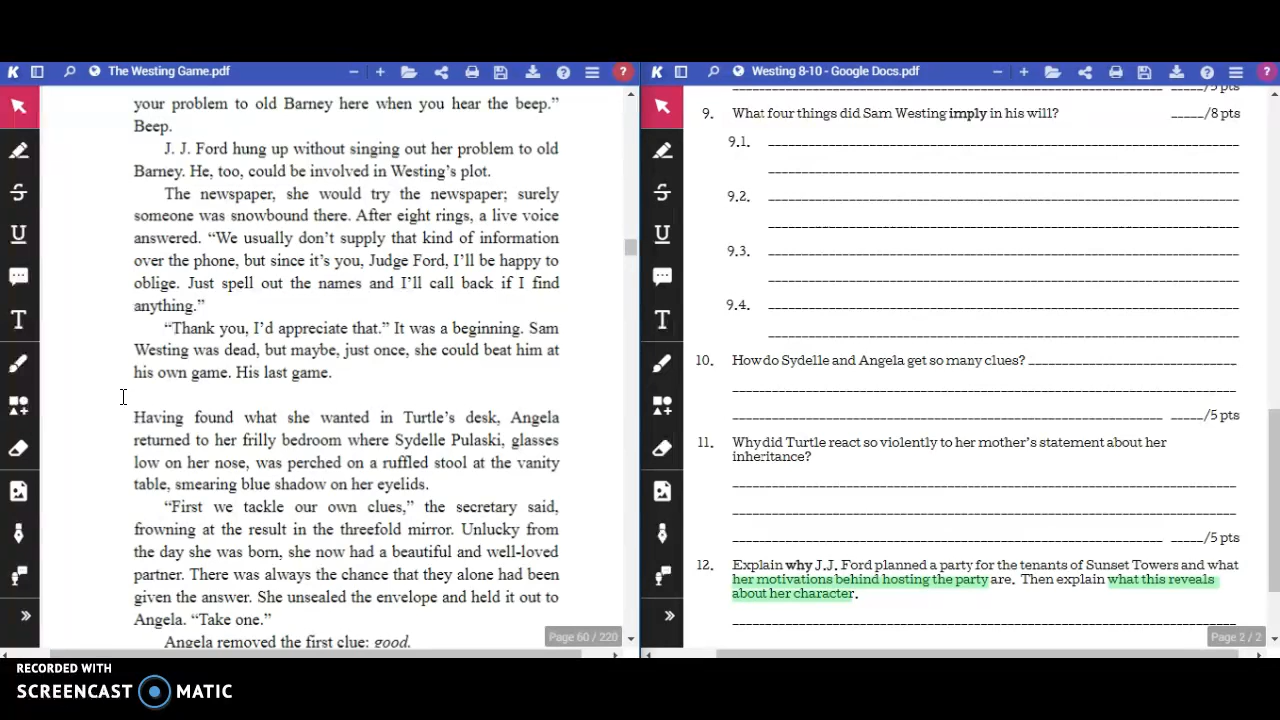 The Westing Game.pdf
your problem to old Barney here when you hear the beep.”
Beep.
J. J. Ford hung up without singing out her problem to old
Barney. He, too, could be involved in Westing’s plot.
The newspaper, she would try the newspaper; surely
someone was snowbound there. After eight rings, a live voice
answered. “We usually don’t supply that kind of information
over the phone, but since it’s you, Judge Ford, I’ll be happy to
oblige. Just spell out the names and I’ll call back if I find
anything.”
“Thank you, I’d appreciate that.” It was a beginning. Sam
Westing was dead, but maybe, just once, she could beat him at
his own game. His last game.
Having found what she wanted in Turtle’s desk, Angela
returned to her frilly bedroom where Sydelle Pulaski, glasses
low on her nose, was perched on a ruffled stool at the vanity
table, smearing blue shadow on her eyelids.
“First we tackle our own clues,” the secretary said,
frowning at the result in the threefold mirror. Unlucky from
the day she was born, she now had a beautiful and well-loved
partner. There was always the chance that they alone had been
given the answer. She unsealed the envelope and held it out to
Angela. “Take one.”
Angela removed the first clue: good.
Page 60 / 220
Westing 8-10 - Google Docs.pdf
_____/5 pts
9. What four things did Sam Westing imply in his will? _____/8 pts
9.1.
9.2.
9.3.
9.4.
10. How do Sydelle and Angela get so many clues?
_____/5 pts
11. Why did Turtle react so violently to her mother’s statement about her
inheritance?
_____/5 pts
12. Explain why J.J. Ford planned a party for the tenants of Sunset Towers and what
her motivations behind hosting the party are. Then explain what this reveals
about her character.
Page 2 / 2
RECORDED WITH
SCREENCAST MATIC